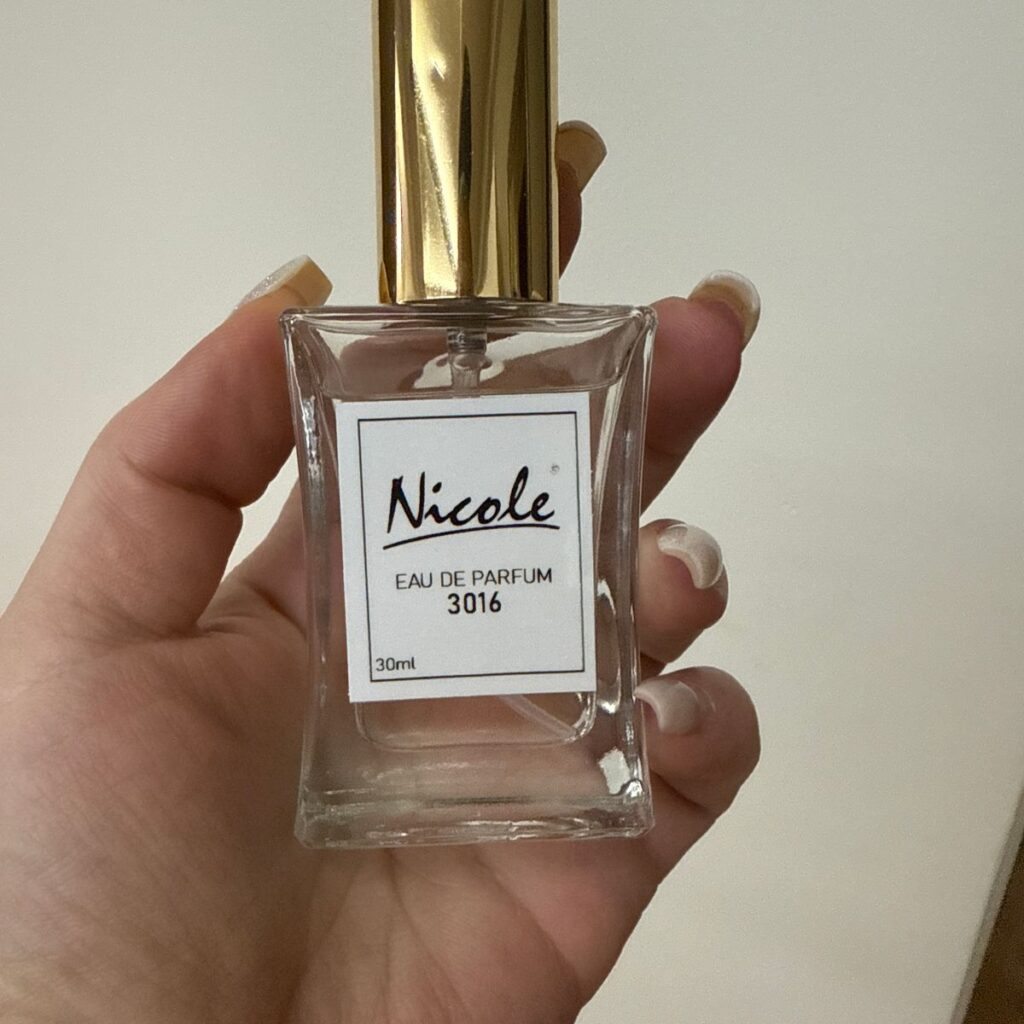 Nicole®
EAU DE PARFUM
3016
30ml